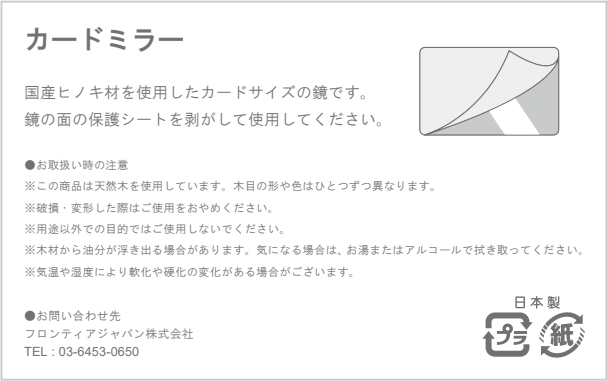 カードミラー
国産ヒノキ材を使用したカードサイズの鏡です。
鏡の面の保護シートを剥がして使用してください。
●お取扱い時の注意
※この商品は天然木を使用しています。木目の形や色はひとつずつ異なります。
※破損・変形した際はご使用をおやめください。
※用途以外での目的ではご使用しないでください。
※木材から油分が浮き出る場合があります。気になる場合は、お湯またはアルコールで拭き取ってください。
※気温や湿度により軟化や硬化の変化がある場合がございます。
●お問い合わせ先
フロンティアジャパン株式会社
TEL : 03-6453-0650
日本製
プラ 紙